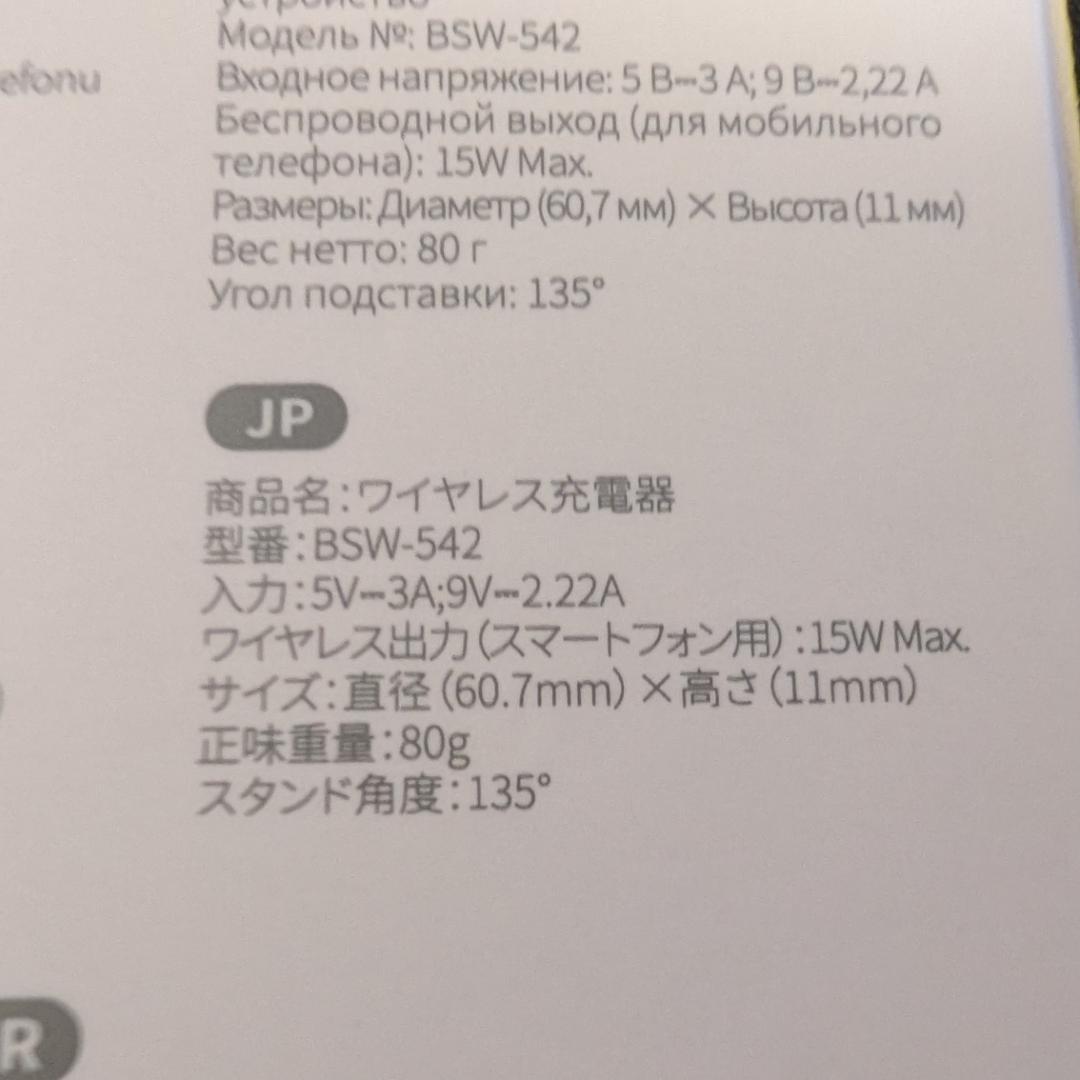 устройство
Модель №: BSW-542
efonu
Входное напряжение: 5 В⎓3 А; 9 В⎓2,22 А
Беспроводной выход (для мобильного
телефона): 15W Max.
Размеры: Диаметр (60,7 мм) × Высота (11 мм)
Вес нетто: 80 г
Угол подставки: 135°
JP
商品名：ワイヤレス充電器
型番：BSW-542
入力：5V⎓3A;9V⎓2.22A
ワイヤレス出力（スマートフォン用）:15W Max.
サイズ：直径（60.7mm）×高さ（11mm）
正味重量：80g
スタンド角度：135°
R